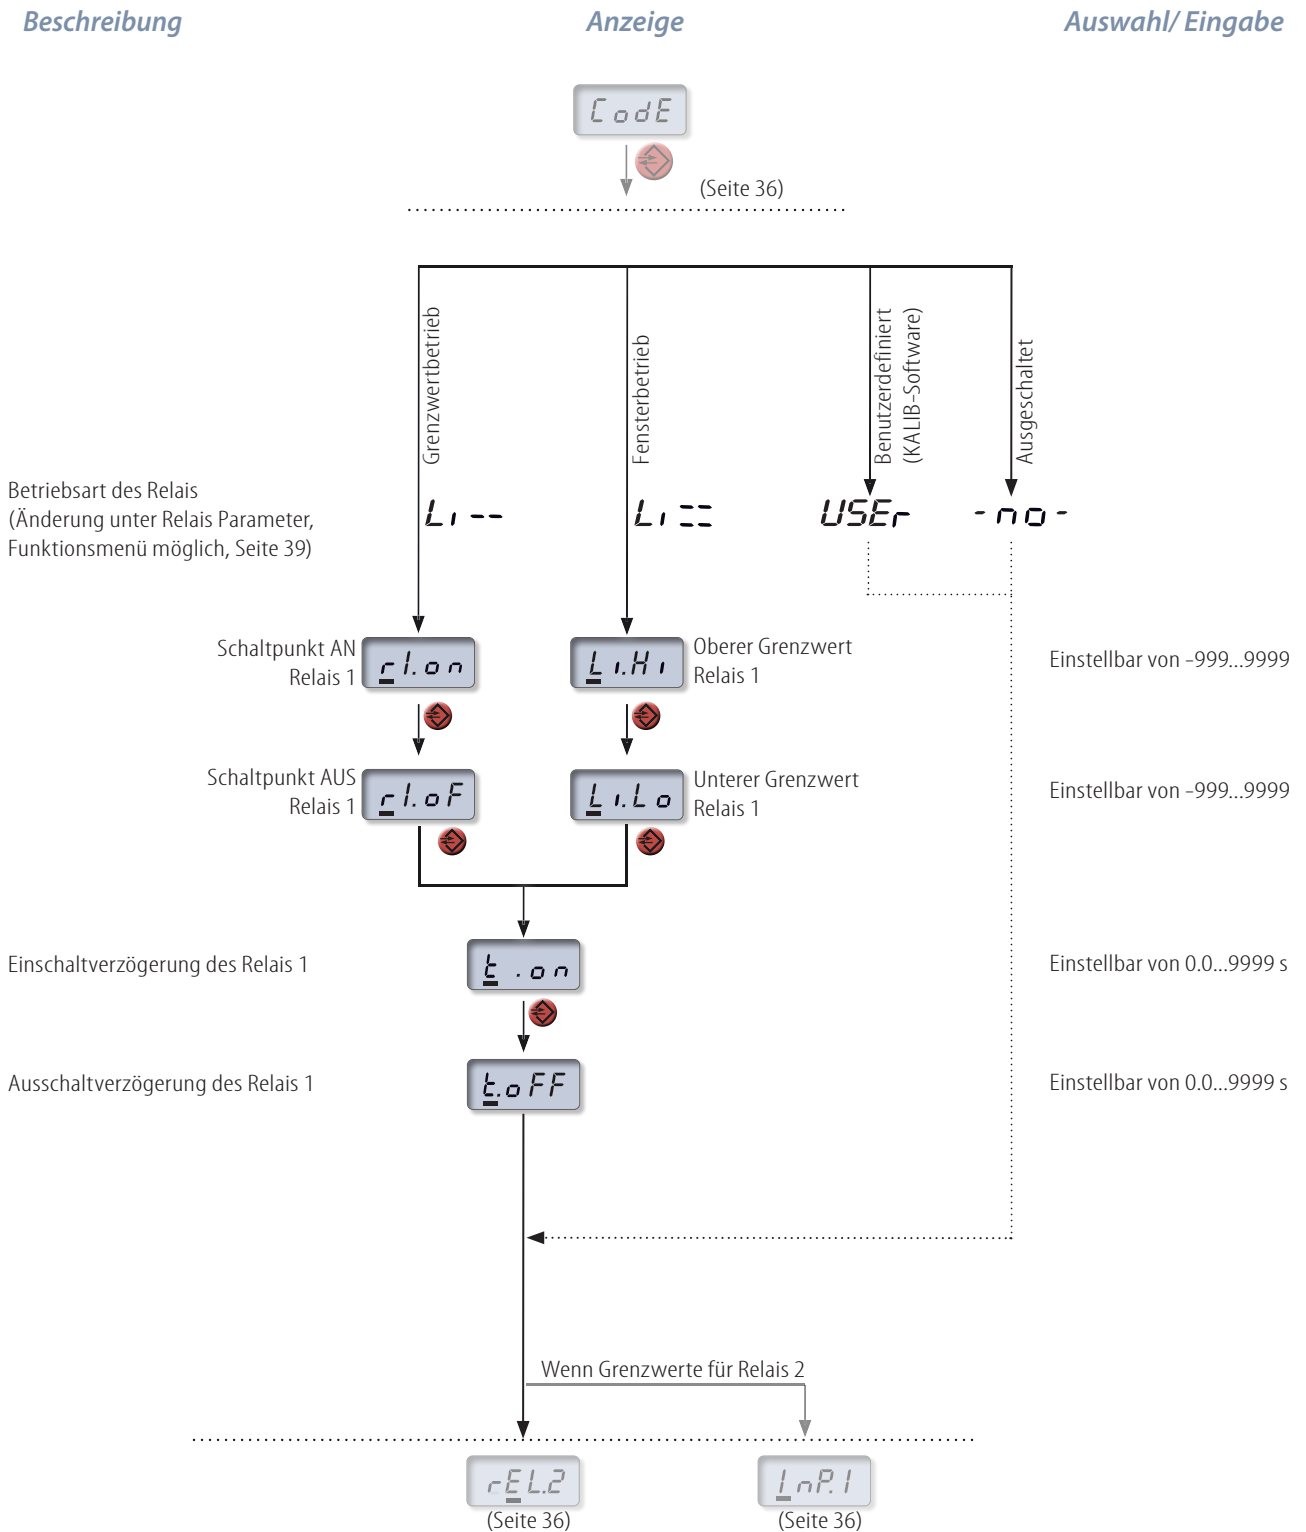 Beschreibung
Anzeige
Auswahl/ Eingabe
CodE
(Seite 36)
Grenzwertbetrieb
Fensterbetrieb
Benutzerdefiniert
(KALIB-Software)
Ausgeschaltet
Betriebsart des Relais
(Änderung unter Relais Parameter,
Funktionsmenü möglich, Seite 39)
Li --
Li ==
USEr
-no-
Schaltpunkt AN
Relais 1
r1.on
Li.Hi
Oberer Grenzwert
Relais 1
Einstellbar von -999...9999
Schaltpunkt AUS
Relais 1
r1.oF
Li.Lo
Unterer Grenzwert
Relais 1
Einstellbar von -999...9999
Einschaltverzögerung des Relais 1
t.on
Einstellbar von 0.0...9999 s
Ausschaltverzögerung des Relais 1
t.oFF
Einstellbar von 0.0...9999 s
Wenn Grenzwerte für Relais 2
rEL.2
InP.1
(Seite 36)
(Seite 36)